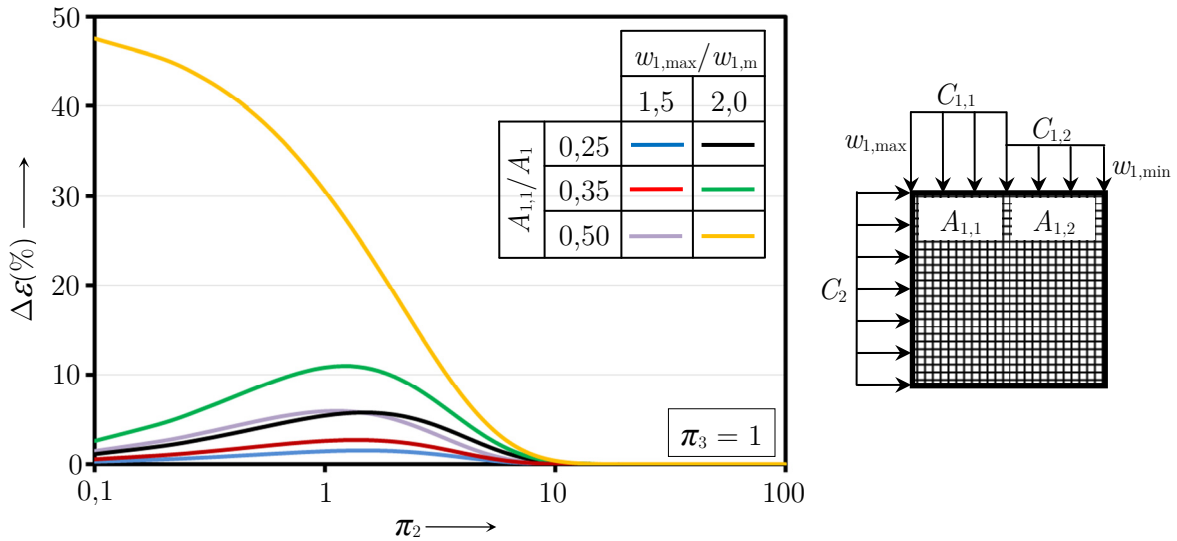 50
40
30
20
10
0
Δε(%)
0,1
1
10
100
π₂
w₁,max/w₁,m
1,5 2,0
A₁,₁/A₁
0,25
0,35
0,50
π₃ = 1
C₁,₁
C₁,₂
w₁,max
w₁,min
A₁,₁ A₁,₂
C₂